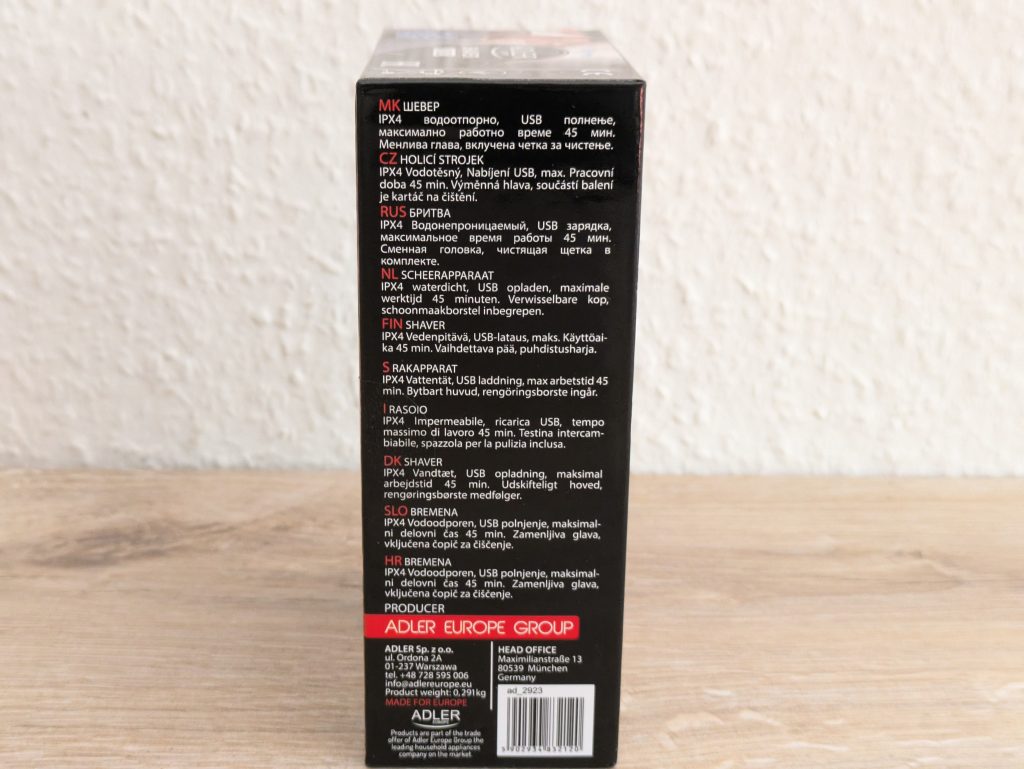 MK ШЕВЕР
IPX4 водоотпорно, USB полнење,
максимално работно време 45 мин.
Менлива глава, вклучена четка за чистење.
CZ HOLICÍ STROJEK
IPX4 Vodotěsný, Nabíjení USB, max. Pracovní
doba 45 min. Výměnná hlava, součástí balení
je kartáč na čištění.
RUS БРИТВА
IPX4 Водонепроницаемый, USB зарядка,
максимальное время работы 45 мин.
Сменная головка, чистящая щетка в
комплекте.
NL SCHEERAPPARAAT
IPX4 waterdicht, USB opladen, maximale
werktijd 45 minuten. Verwisselbare kop,
schoonmaakborstel inbegrepen.
FIN SHAVER
IPX4 Vedenpitävä, USB-lataus, maks. Käyttöai-
ka 45 min. Vaihdettava pää, puhdistusharja.
S RAKAPPARAT
IPX4 Vattentät, USB laddning, max arbetstid 45
min. Bytbart huvud, rengöringsborste ingår.
I RASOIO
IPX4 Impermeabile, ricarica USB, tempo
massimo di lavoro 45 min. Testina intercam-
biabile, spazzola per la pulizia inclusa.
DK SHAVER
IPX4 Vandtæt, USB opladning, maksimal
arbejdstid 45 min. Udskifteligt hoved,
rengøringsbørste medfølger.
SLO BREMENA
IPX4 Vodoodporen, USB polnjenje, maksimal-
ni delovni čas 45 min. Zamenljiva glava,
vključena čopič za čiščenje.
HR BREMENA
IPX4 Vodoodporen, USB polnjenje, maksimal-
ni delovni čas 45 min. Zamenljiva glava,
vključena čopič za čiščenje.
PRODUCER
ADLER EUROPE GROUP
ADLER Sp. z o.o.
ul. Ordona 2A
01-237 Warszawa
tel. +48 728 595 006
info@adlereurope.eu
Product weight: 0,291kg
MADE FOR EUROPE
ADLER
EUROPE
Products are part of the trade
offer of Adler Europe Group the
leading household appliances
company on the market.
HEAD OFFICE
Maximilianstraße 13
80539 München
Germany
ad_2923
5 902934 832120